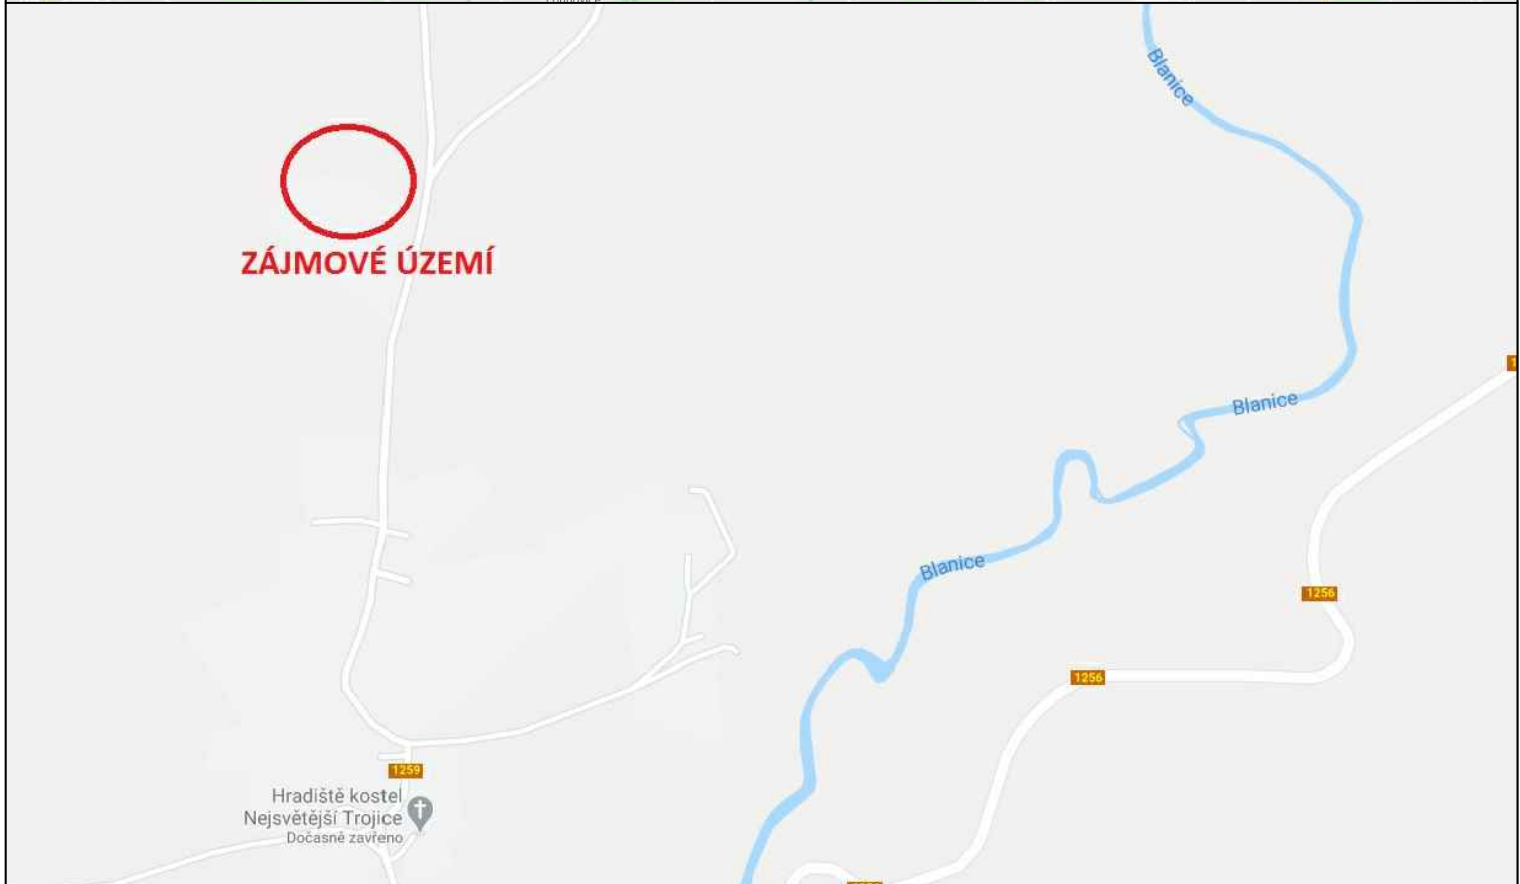 Blanice
ZÁJMOVÉ ÚZEMÍ
Blanice
Blanice
1256
1256
1259
Hradiště kostel
Nejsvětější Trojice
Dočasně zavřeno